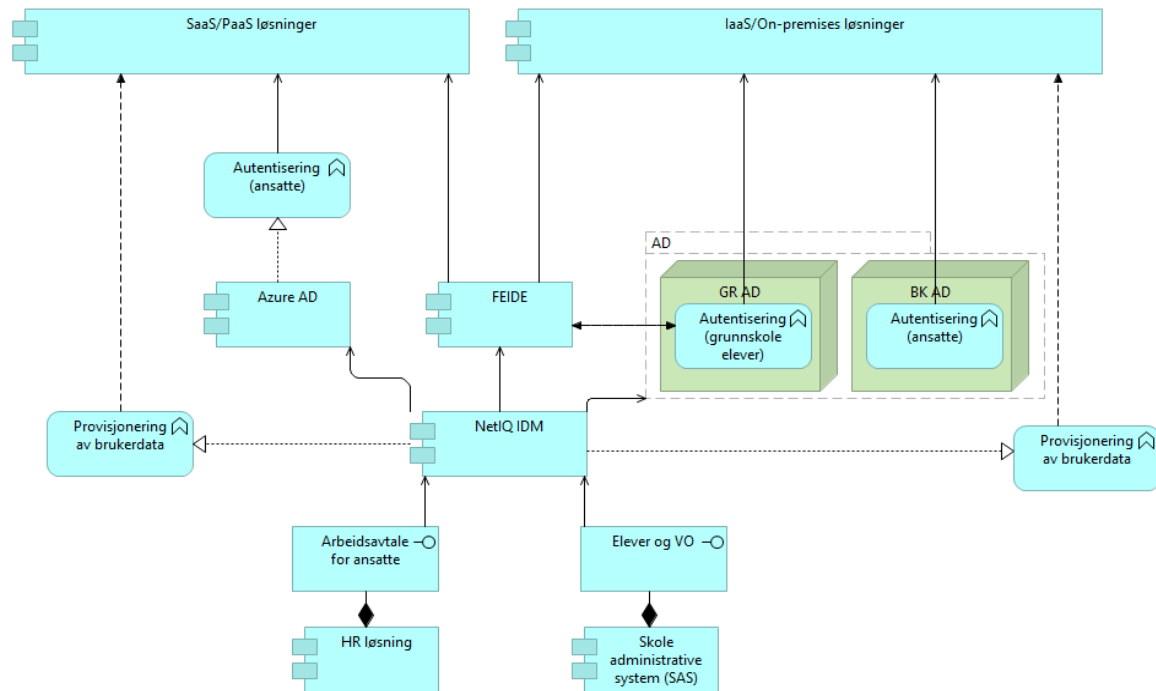 SaaS/PaaS løsninger
IaaS/On-premises løsninger
Autentisering
(ansatte)
AD
Azure AD
FEIDE
GR AD
Autentisering
(grunnskole
elever)
BK AD
Autentisering
(ansatte)
Provisjonering
av brukerdata
NetIQ IDM
Provisjonering
av brukerdata
Arbeidsavtale
for ansatte
Elever og VO
HR løsning
Skole
administrative
system (SAS)